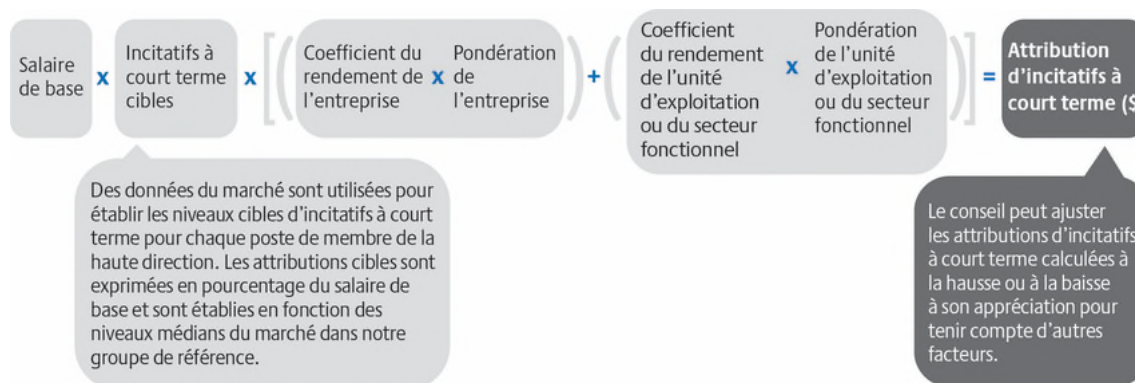 Salaire
de base
x
Incitatifs à
court terme
cibles
x
[(
Coefficient du
rendement de
l'entreprise
x
Pondération
de
l'entreprise
)
+
(
Coefficient
du rendement
de l'unité
d'exploitation
ou du secteur
fonctionnel
x
Pondération
de l'unité
d'exploitation
ou du secteur
fonctionnel
)]
=
Attribution
d'incitatifs à
court terme ($
Des données du marché sont utilisées pour
établir les niveaux cibles d'incitatifs à court
terme pour chaque poste de membre de la
haute direction. Les attributions cibles sont
exprimées en pourcentage du salaire de
base et sont établies en fonction des
niveaux médians du marché dans notre
groupe de référence.
Le conseil peut ajuster
les attributions d'incitatifs
à court terme calculées à
la hausse ou à la baisse
à son appréciation pour
tenir compte d'autres
facteurs.